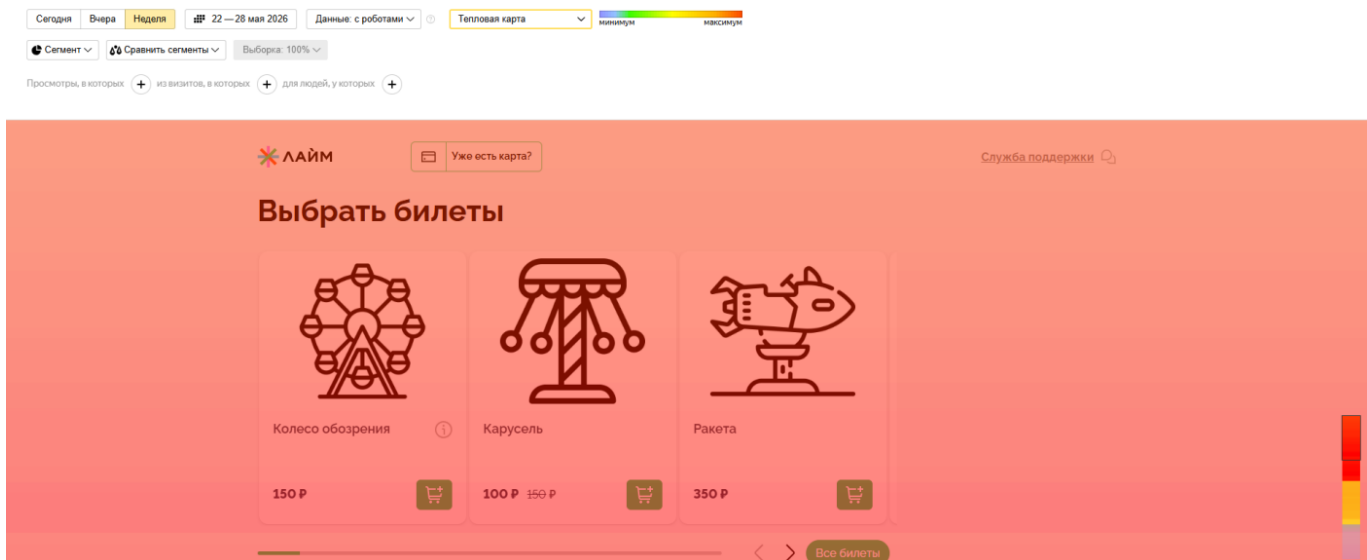 Сегодня Вчера Неделя 22 — 28 мая 2026 Данные: с роботами Тепловая карта минимум максимум
Сегмент Сравнить сегменты Выборка: 100%
Просмотры, в которых + из визитов, в которых + для людей, у которых +
ЛАЙМ Уже есть карта? Служба поддержки
Выбрать билеты
Колесо обозрения Карусель Ракета
150 ₽ 100 ₽ 150 ₽ 350 ₽
Все билеты